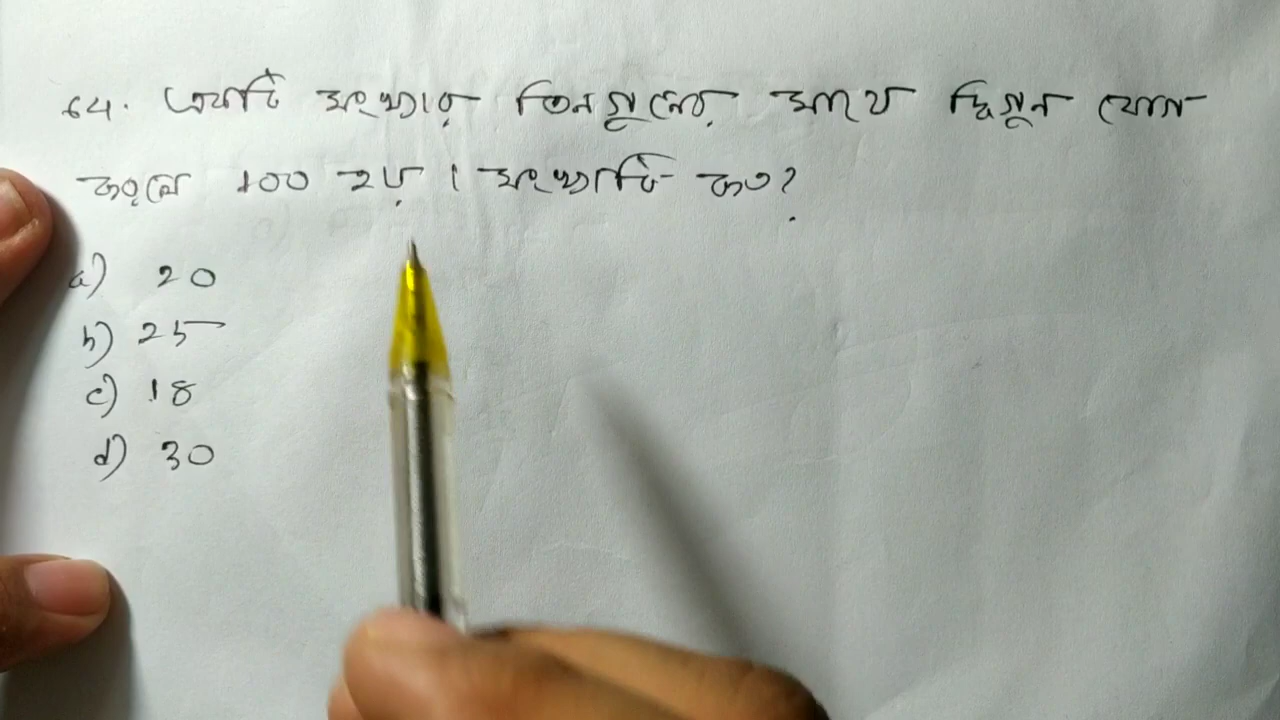 64. একটি সংখ্যার তিনগুনের সাথে দ্বিগুন যোগ
করলে 100 হয় । সংখ্যাটি কত?
a) 20
b) 25
c) 18
d) 30